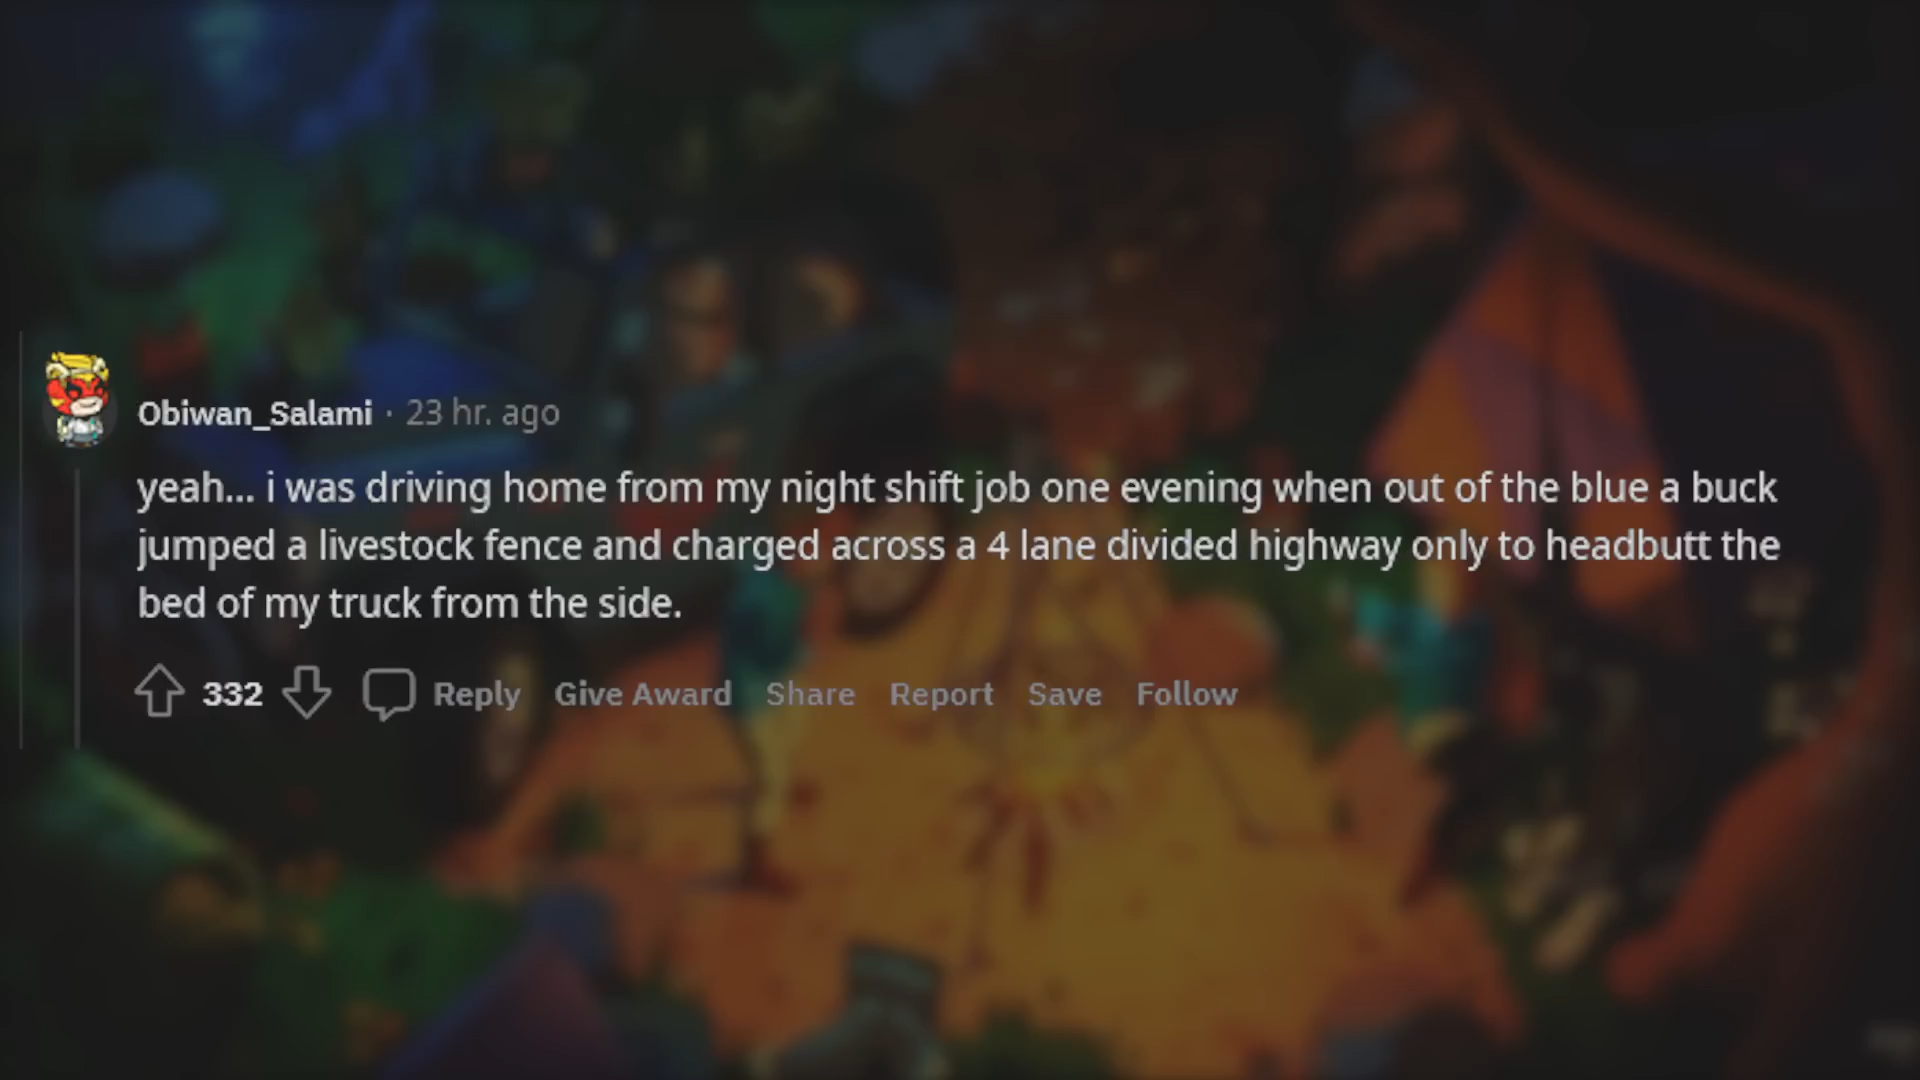 Obiwan_Salami · 23 hr. ago
yeah... i was driving home from my night shift job one evening when out of the blue a buck
jumped a livestock fence and charged across a 4 lane divided highway only to headbutt the
bed of my truck from the side.
332 Reply Give Award Share Report Save Follow